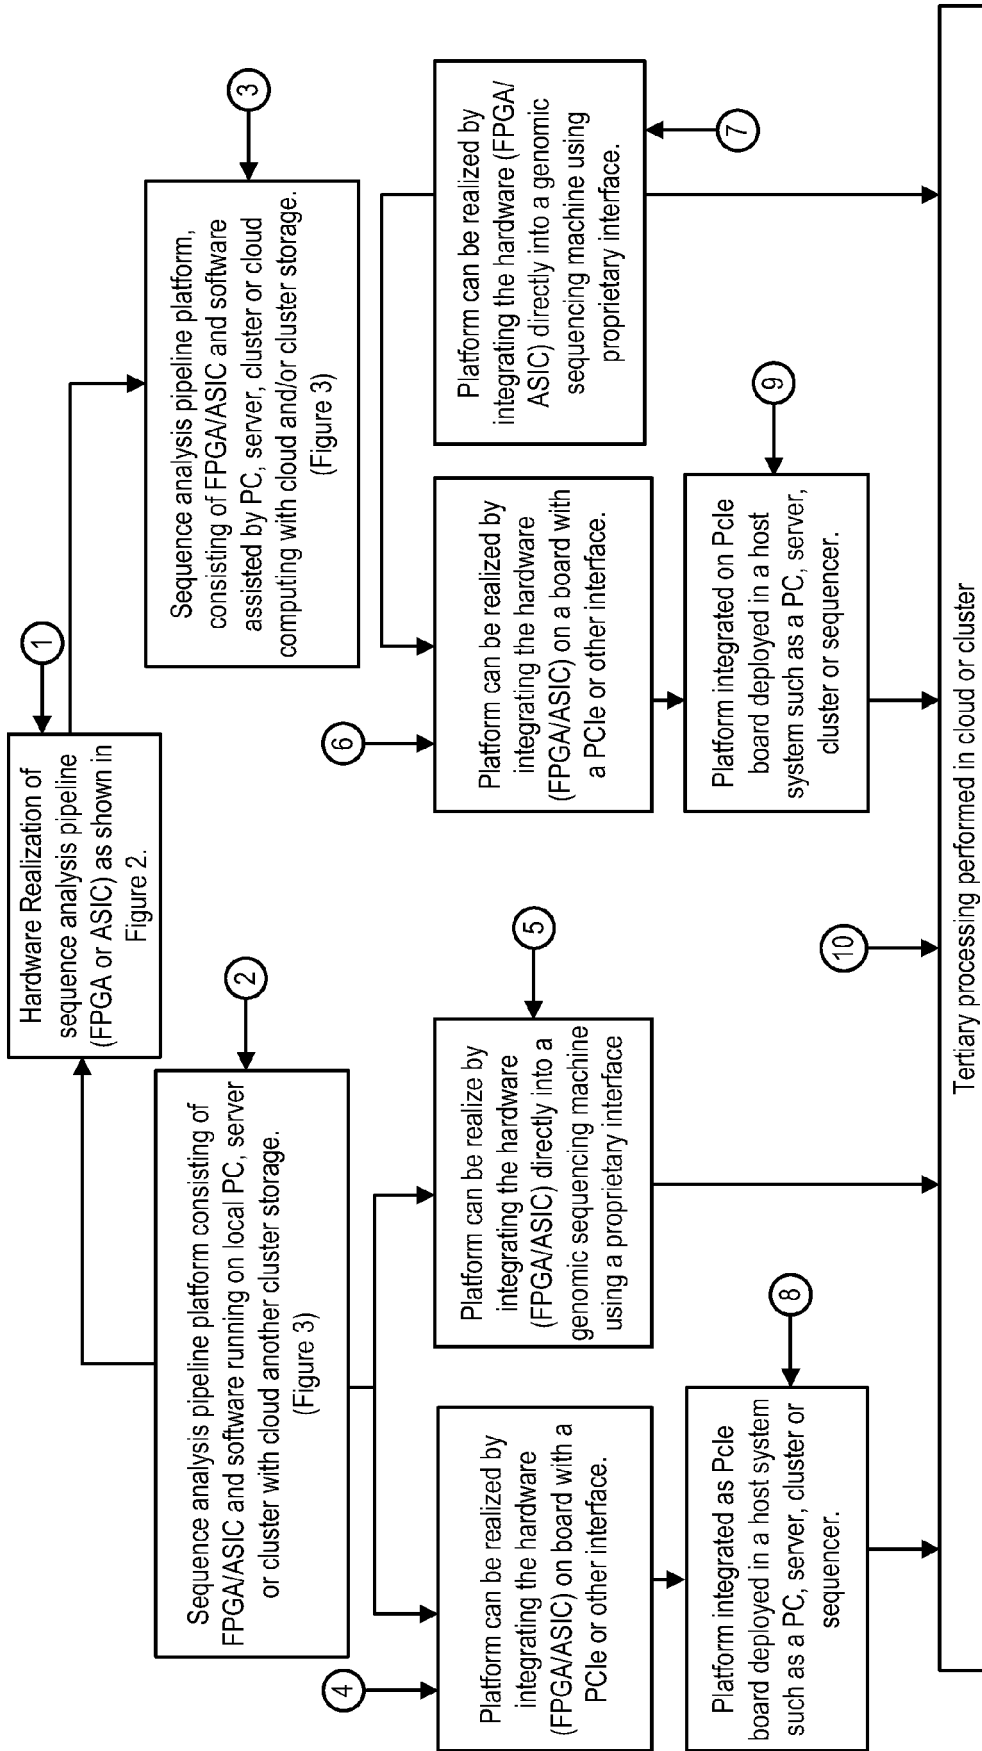 1
Hardware Realization of
sequence analysis pipeline
(FPGA or ASIC) as shown in
Figure 2.
2
Sequence analysis pipeline platform consisting of
FPGA/ASIC and software running on local PC, server
or cluster with cloud another cluster storage.
(Figure 3)
3
Sequence analysis pipeline platform,
consisting of FPGA/ASIC and software
assisted by PC, server, cluster or cloud
computing with cloud and/or cluster storage.
(Figure 3)
4
Platform can be realized by
integrating the hardware
(FPGA/ASIC) on board with a
PCIe or other interface.
5
Platform can be realize by
integrating the hardware
(FPGA/ASIC) directly into a
genomic sequencing machine
using a proprietary interface
6
Platform can be realized by
integrating the hardware
(FPGA/ASIC) on a board with
a PCIe or other interface.
7
Platform can be realized by
integrating the hardware (FPGA/
ASIC) directly into a genomic
sequencing machine using
proprietary interface.
8
Platform integrated as PcIe
board deployed in a host system
such as a PC, server, cluster or
sequencer.
9
Platform integrated on PcIe
board deployed in a host
system such as a PC, server,
cluster or sequencer.
10
Tertiary processing performed in cloud or cluster